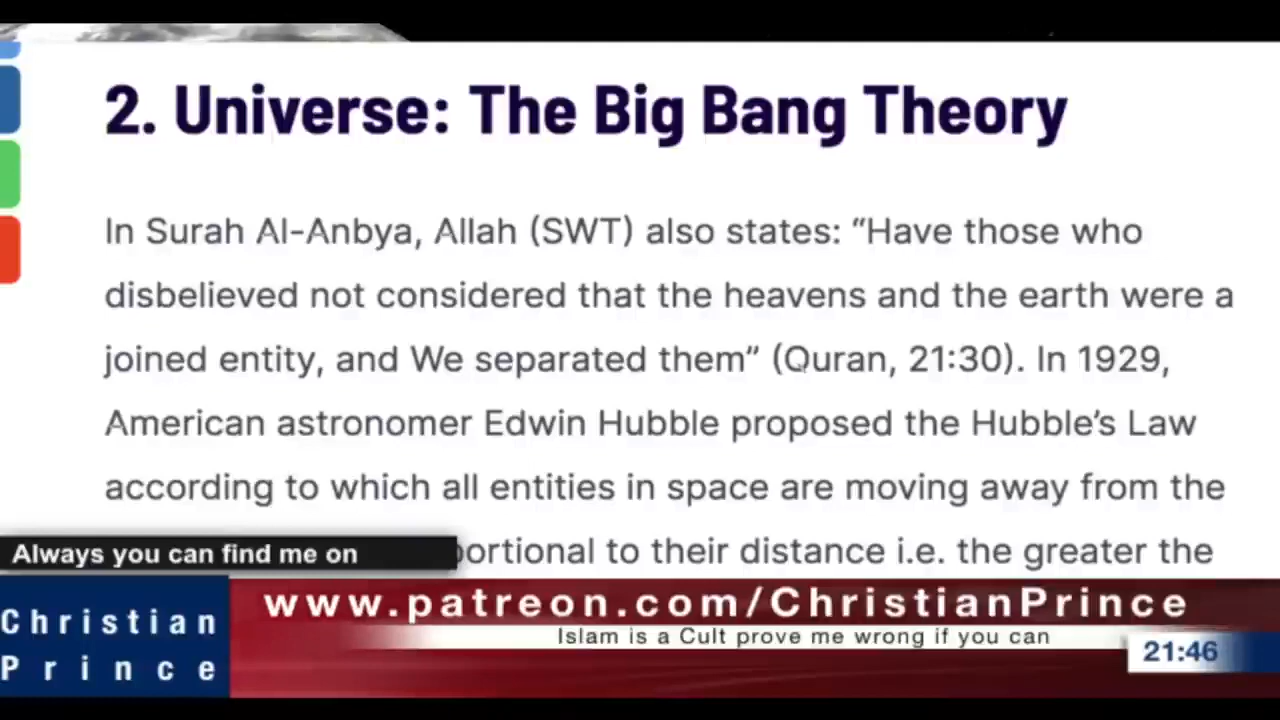 2. Universe: The Big Bang Theory
In Surah Al-Anbya, Allah (SWT) also states: “Have those who
disbelieved not considered that the heavens and the earth were a
joined entity, and We separated them” (Quran, 21:30). In 1929,
American astronomer Edwin Hubble proposed the Hubble’s Law
according to which all entities in space are moving away from the
portional to their distance i.e. the greater the
Always you can find me on
www.patreon.com/ChristianPrince
Christian
Prince
Islam is a Cult prove me wrong if you can
21:46